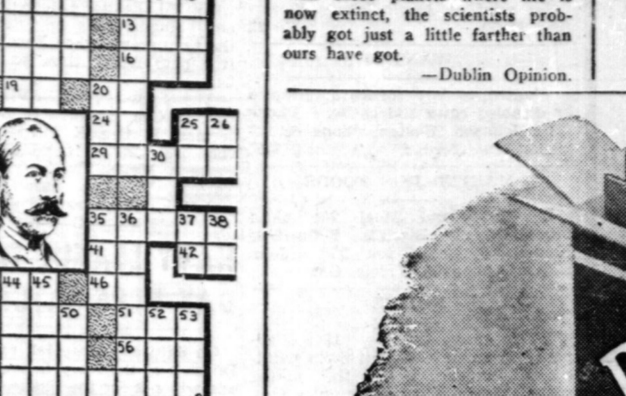 13
16
19 20
24 25 26
29 30
35 36 37 38
41 42
44 45 46
50 51 52 53
56
now extinct, the scientists prob-
ably got just a little farther than
ours have got.
—Dublin Opinion.